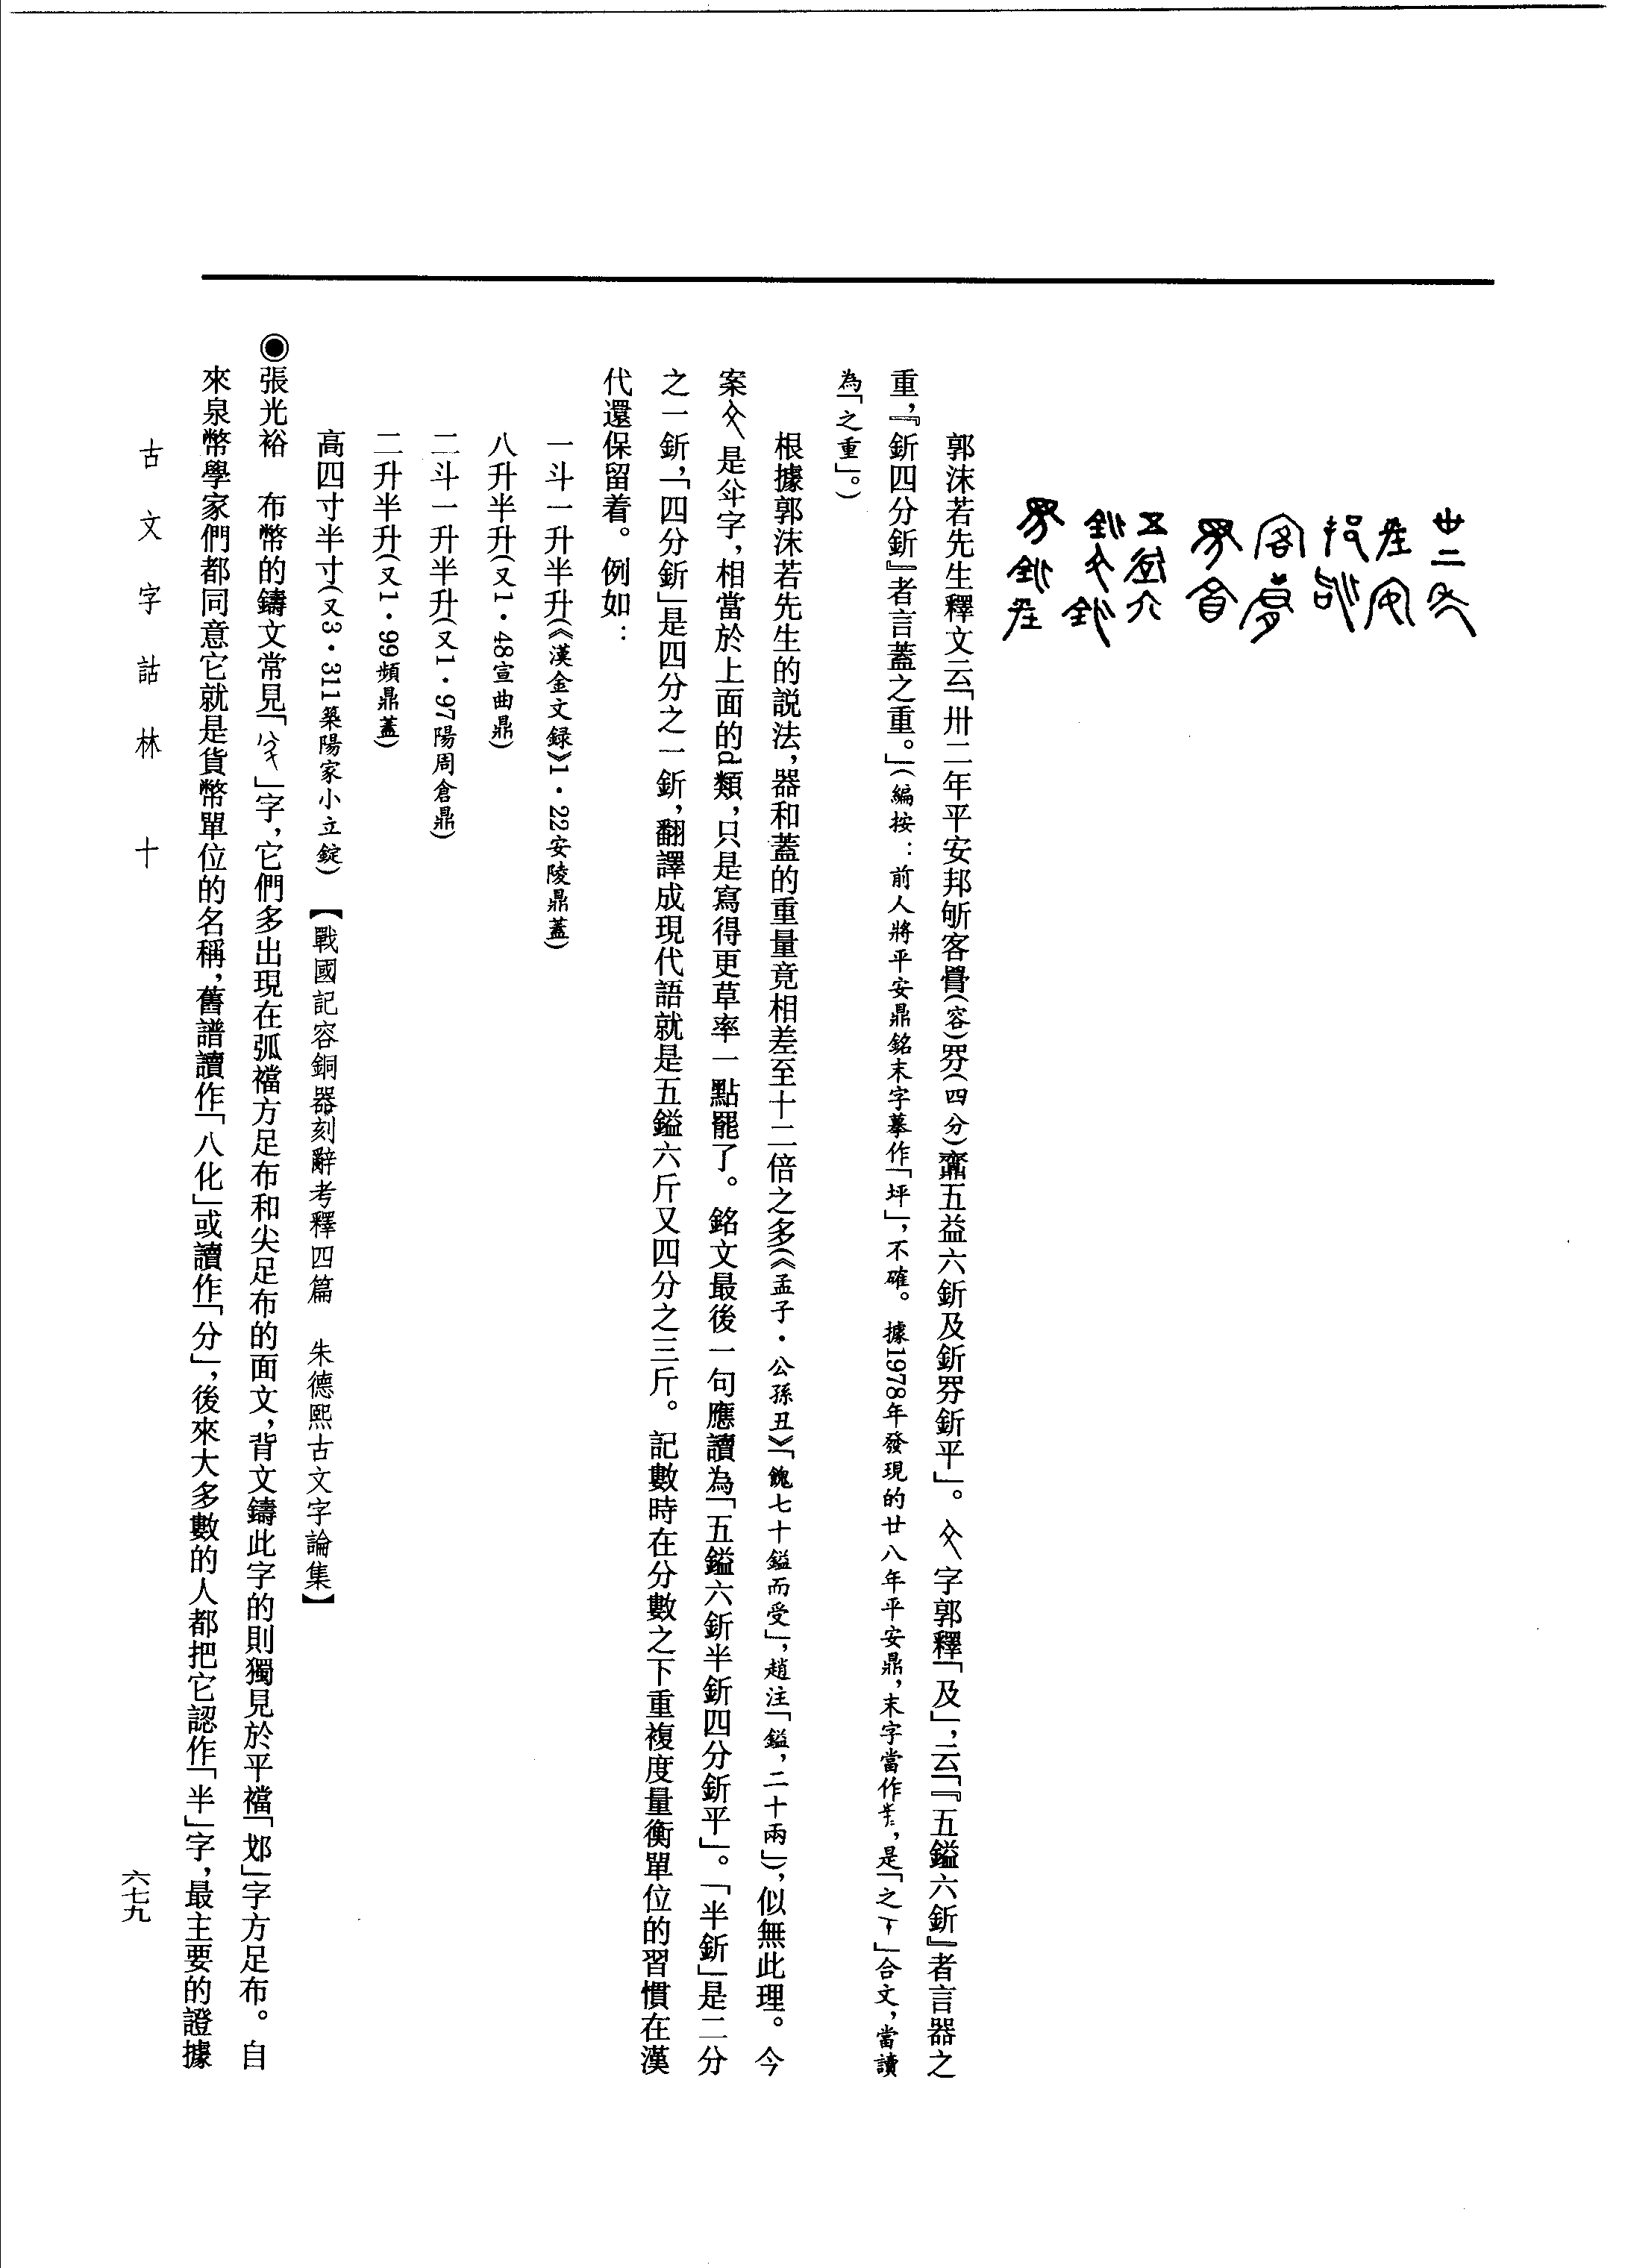 郭沫若先生釋文云「卅二年平安邦斪客𩫖(容)䍖(四分)齋五益六釿及釿䍖釿平」。字郭釋「及」,云「『五鎰六釿』者言器之
重,『釿四分釿』者言蓋之重。」(編按:前人將平安鼎銘末字摹作「坪」,不確。據1978年發現的廿八年平安鼎,末字當作,是「之」合文,當讀
為「之重」。)
根據郭沫若先生的説法,器和蓋的重量竟相差至十二倍之多(《孟子·公孫丑》「餽七十鎰而受」,趙注「鎰,二十兩」),似無此理。今
案是字,相當於上面的d類,只是寫得更草率一點罷了。銘文最後一句應讀為「五鎰六釿半釿四分釿平」。「半釿」是二分
之一釿,「四分釿」是四分之一釿,翻譯成現代語就是五鎰六斤又四分之三斤。記數時在分數之下重複度量衡單位的習慣在漢
代還保留着。例如:
一斗一升半升(《漢金文録》1·22安陵鼎蓋)
八升半升(又1·48宣曲鼎)
二斗一升半升(又1·97陽周倉鼎)
二升半升(又1·99頻鼎蓋)
高四寸半寸(又3·311築陽家小立錠)【戰國記容銅器刻辭考釋四篇 朱德熙古文字論集】
◉張光裕 布幣的鑄文常見「」字,它們多出現在弧襠方足布和尖足布的面文,背文鑄此字的則獨見於平襠「」字方足布。自
來泉幣學家們都同意它就是貨幣單位的名稱,舊譜讀作「八化」或讀作「分」,後來大多數的人都把它認作「半」字,最主要的證據
古文字詁林 十
六七九